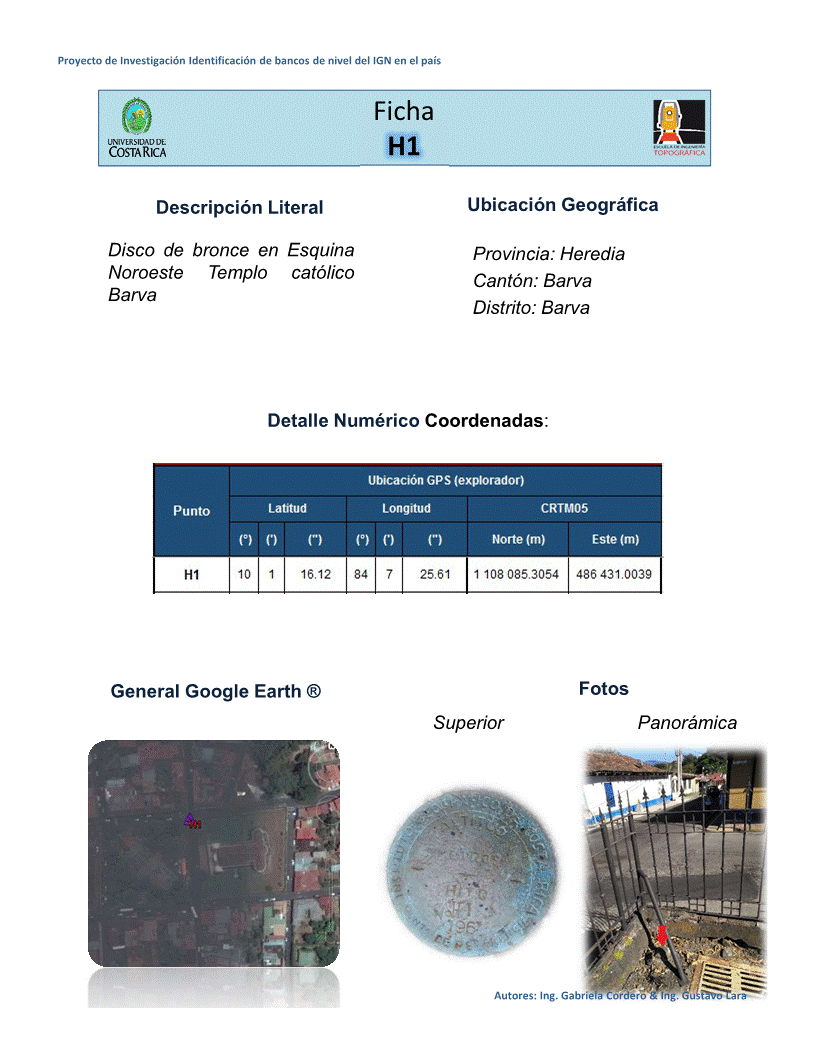 Proyecto de Investigación Identificación de bancos de nivel del IGN en el país
UNIVERSIDAD DE
COSTA RICA
Ficha
H1
ESCUELA DE INGENIERÍA
TOPOGRÁFICA
Descripción Literal
Disco de bronce en Esquina
Noroeste Templo católico
Barva
Ubicación Geográfica
Provincia: Heredia
Cantón: Barva
Distrito: Barva
Detalle Numérico Coordenadas:
Punto
Ubicación GPS (explorador)
Latitud Longitud CRTM05
(º) (') (") (º) (') (") Norte (m) Este (m)
H1 10 1 16.12 84 7 25.61 1 108 085.3054 486 431.0039
General Google Earth ®
Fotos
Superior Panorámica
H1
1967
Autores: Ing. Gabriela Cordero & Ing. Gustavo Lara